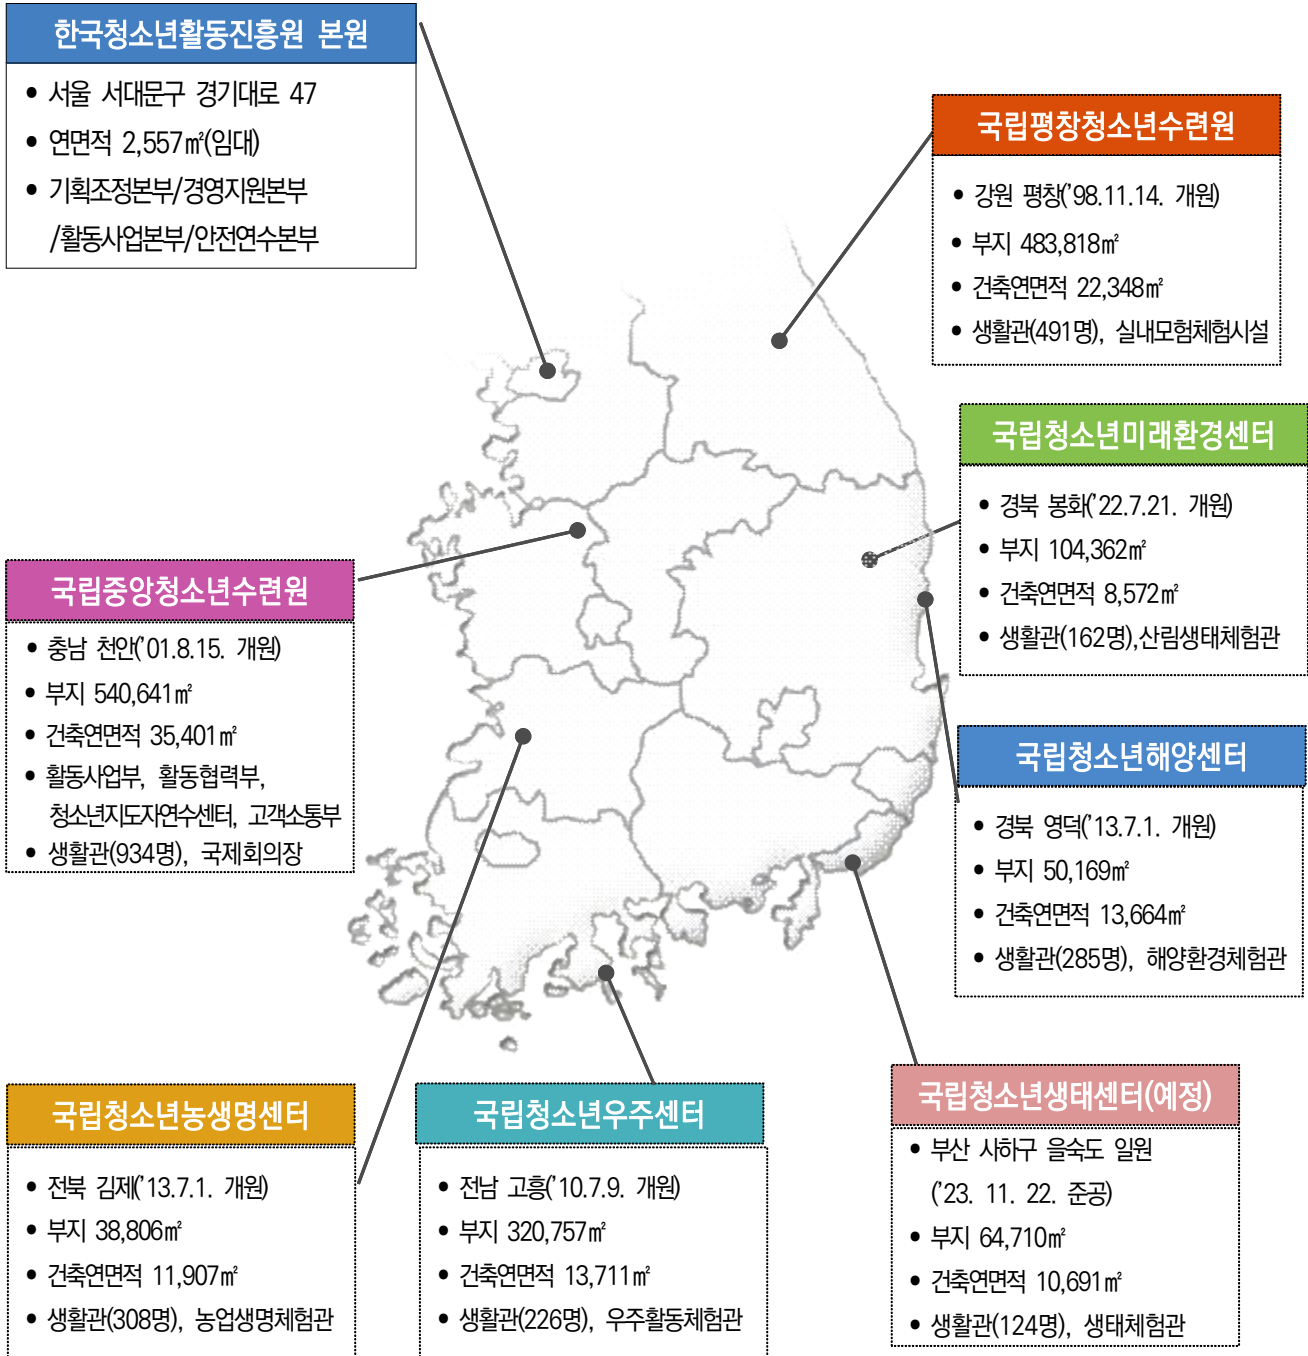 한국청소년활동진흥원 본원
• 서울 서대문구 경기대로 47
• 연면적 2,557㎡(임대)
• 기획조정본부/경영지원본부
/활동사업본부/안전연수본부
국립평창청소년수련원
• 강원 평창('98.11.14. 개원)
• 부지 483,818㎡
• 건축연면적 22,348㎡
• 생활관(491명), 실내모험체험시설
국립청소년미래환경센터
• 경북 봉화('22.7.21. 개원)
• 부지 104,362㎡
• 건축연면적 8,572㎡
• 생활관(162명),산림생태체험관
국립중앙청소년수련원
• 충남 천안('01.8.15. 개원)
• 부지 540,641㎡
• 건축연면적 35,401㎡
• 활동사업부, 활동협력부,
청소년지도자연수센터, 고객소통부
• 생활관(934명), 국제회의장
국립청소년해양센터
• 경북 영덕('13.7.1. 개원)
• 부지 50,169㎡
• 건축연면적 13,664㎡
• 생활관(285명), 해양환경체험관
국립청소년농생명센터
• 전북 김제('13.7.1. 개원)
• 부지 38,806㎡
• 건축연면적 11,907㎡
• 생활관(308명), 농업생명체험관
국립청소년우주센터
• 전남 고흥('10.7.9. 개원)
• 부지 320,757㎡
• 건축연면적 13,711㎡
• 생활관(226명), 우주활동체험관
국립청소년생태센터(예정)
• 부산 사하구 을숙도 일원
('23. 11. 22. 준공)
• 부지 64,710㎡
• 건축연면적 10,691㎡
• 생활관(124명), 생태체험관